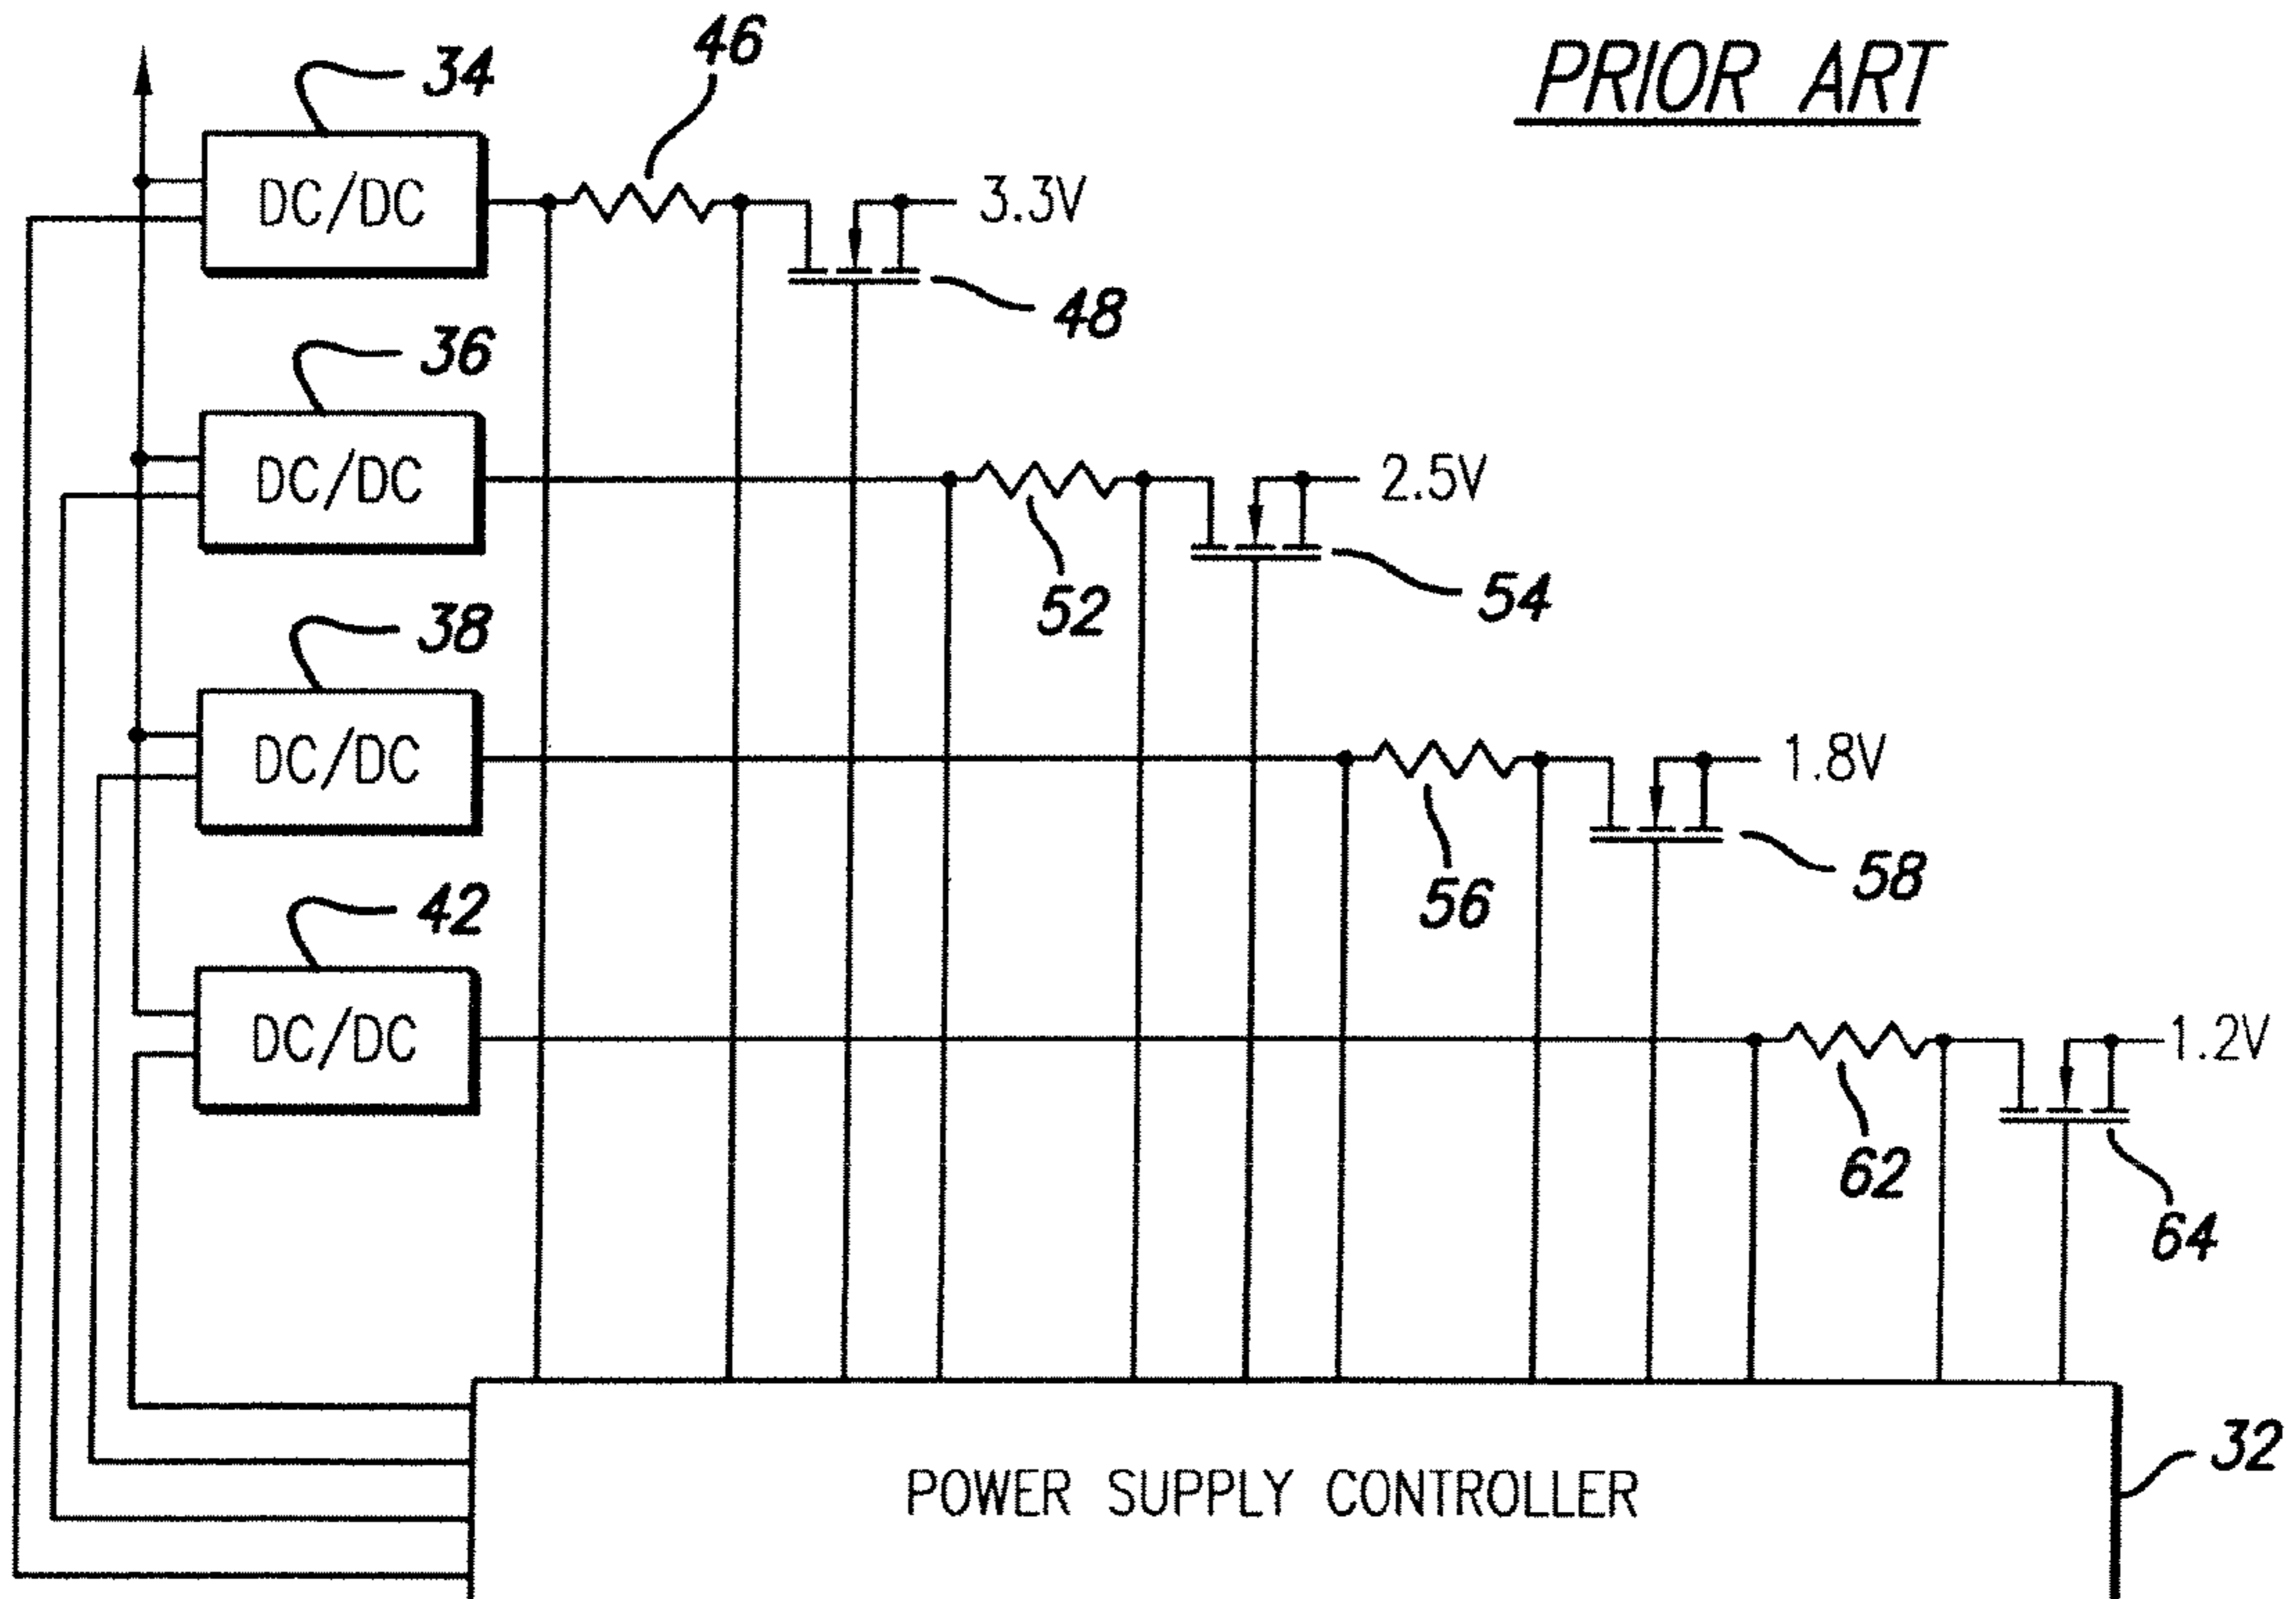 PRIOR ART
46
34
DC/DC
3.3V
48
36
DC/DC
2.5V
52
54
38
DC/DC
1.8V
56
58
42
DC/DC
1.2V
62
64
32
POWER SUPPLY CONTROLLER